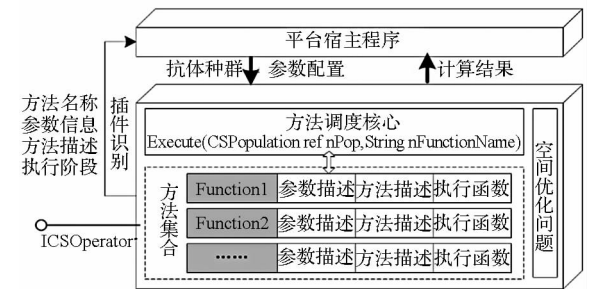 平台宿主程序
抗体种群
参数配置
计算结果
方法名称
参数信息
方法描述
执行阶段
插件识别
方法调度核心
Execute(CSPopulation ref nPop,String nFunctionName)
方法集合
Function1 参数描述 方法描述 执行函数
Function2 参数描述 方法描述 执行函数
…… 参数描述 方法描述 执行函数
空间优化问题
ICSOperator